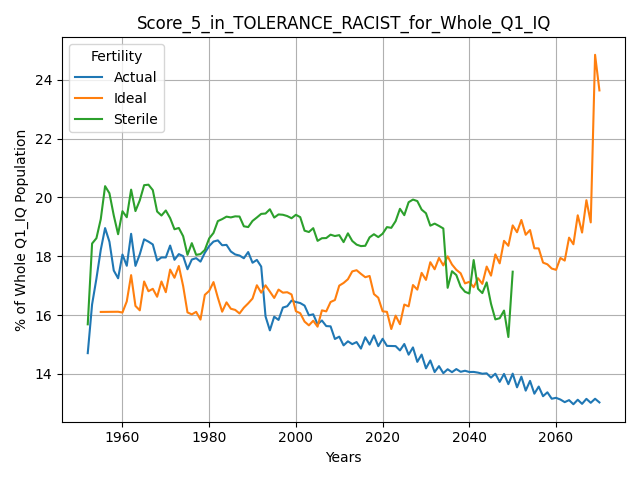 Score_5_in_TOLERANCE_RACIST_for_Whole_Q1_IQ
Fertility
Actual
Ideal
Sterile
% of Whole Q1_IQ Population
24
22
20
18
16
14
1960
1980
2000
2020
2040
2060
Years